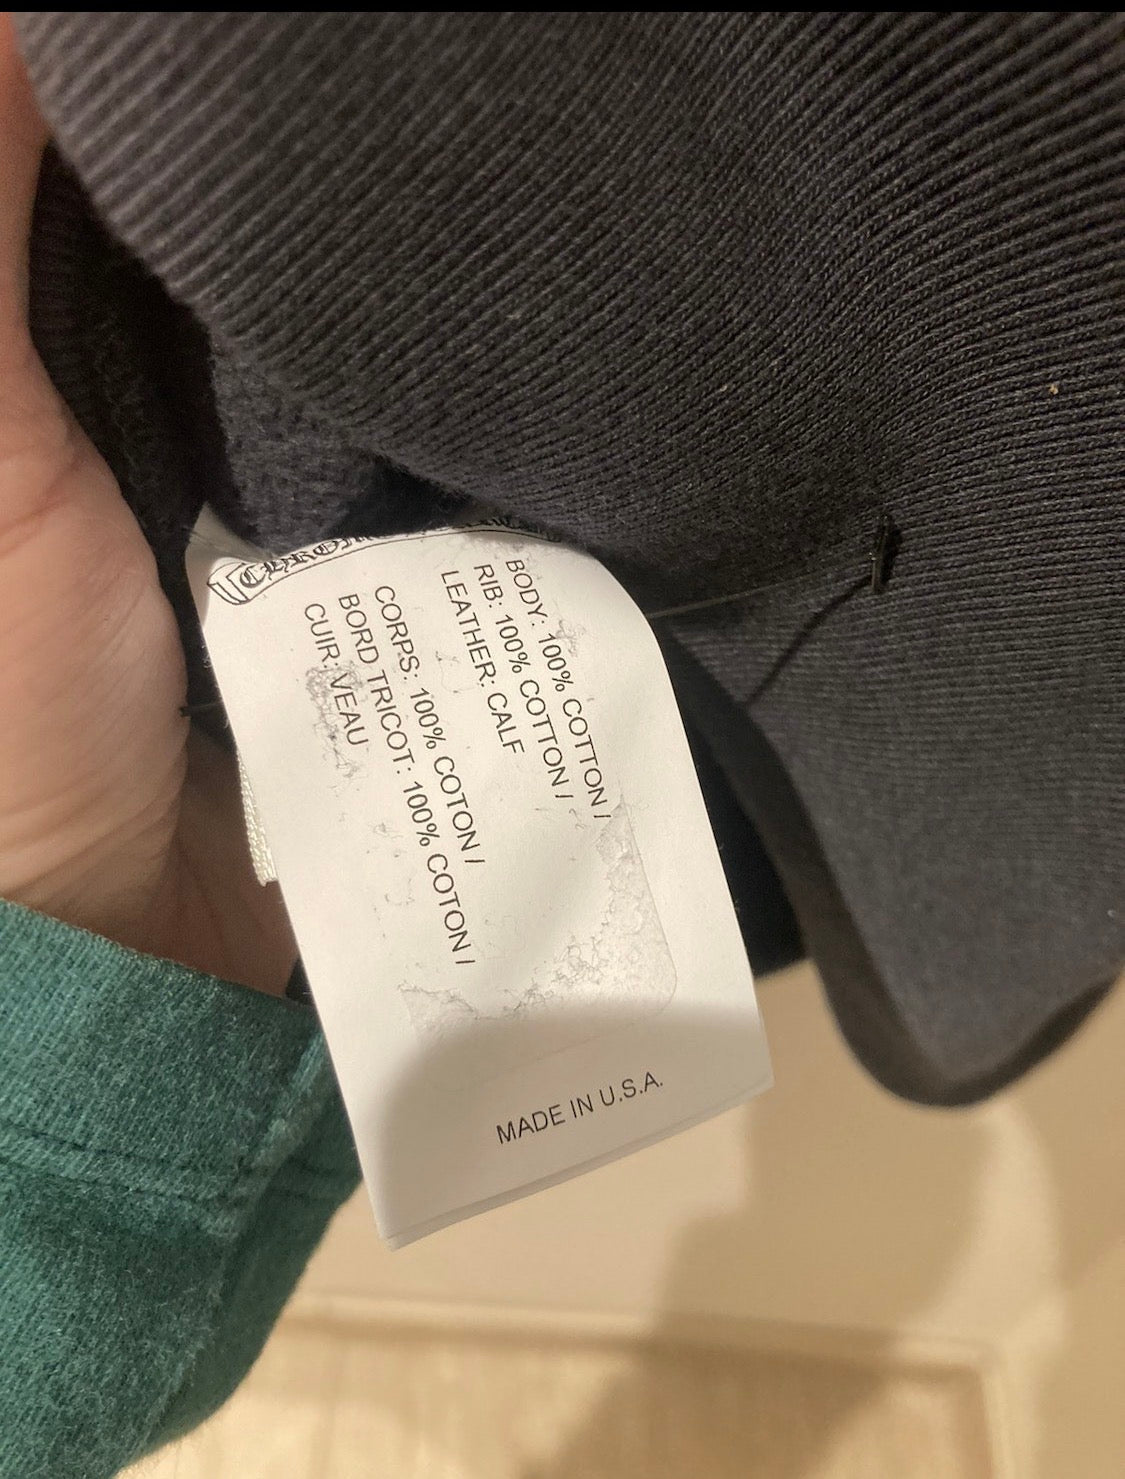 BODY: 100% COTTON /
RIB: 100% COTTON /
LEATHER: CALF
CORPS: 100% COTON /
BORD TRICOT: 100% COTON /
CUIR: VEAU
MADE IN U.S.A.